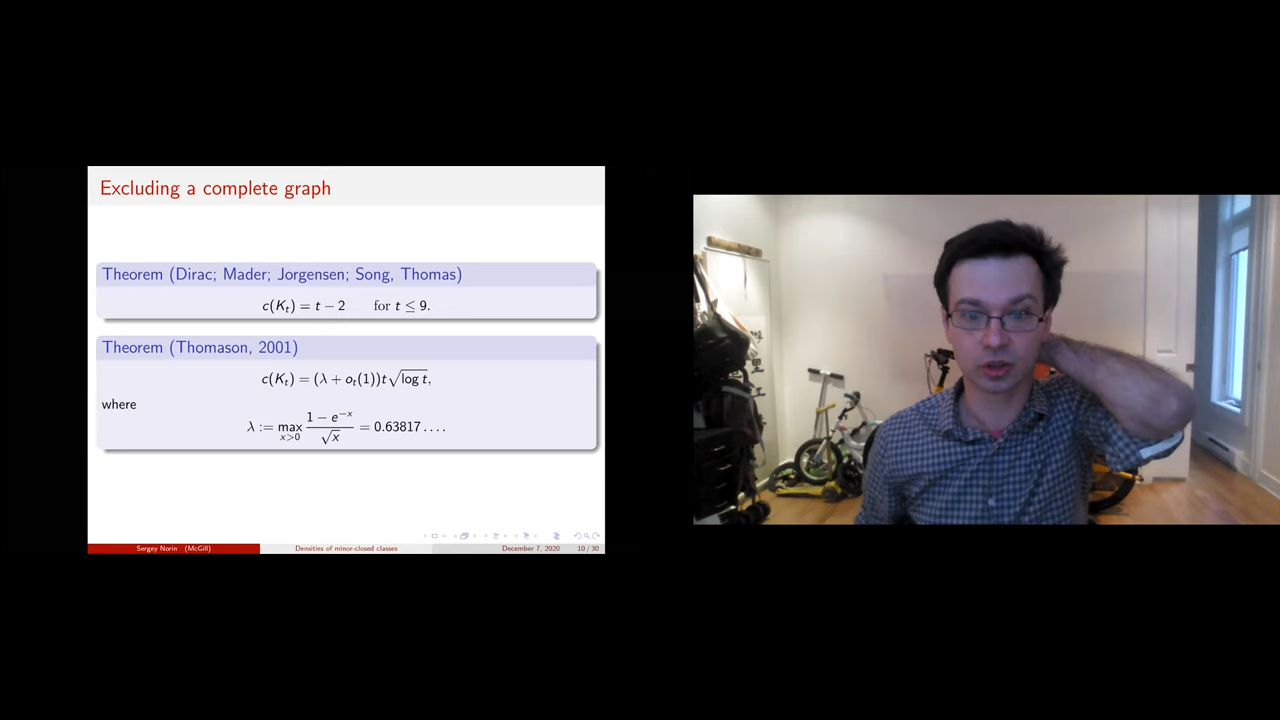 Excluding a complete graph
Theorem (Dirac; Mader; Jorgensen; Song, Thomas)
c(K_t) = t − 2 for t ≤ 9.
Theorem (Thomason, 2001)
c(K_t) = (λ + o_t(1))t√log t,
where
λ := max_{x>0} (1 − e^{−x})/√x = 0.63817 . . . .
Sergey Norin (McGill) Densities of minor-closed classes December 7, 2020 10 / 30